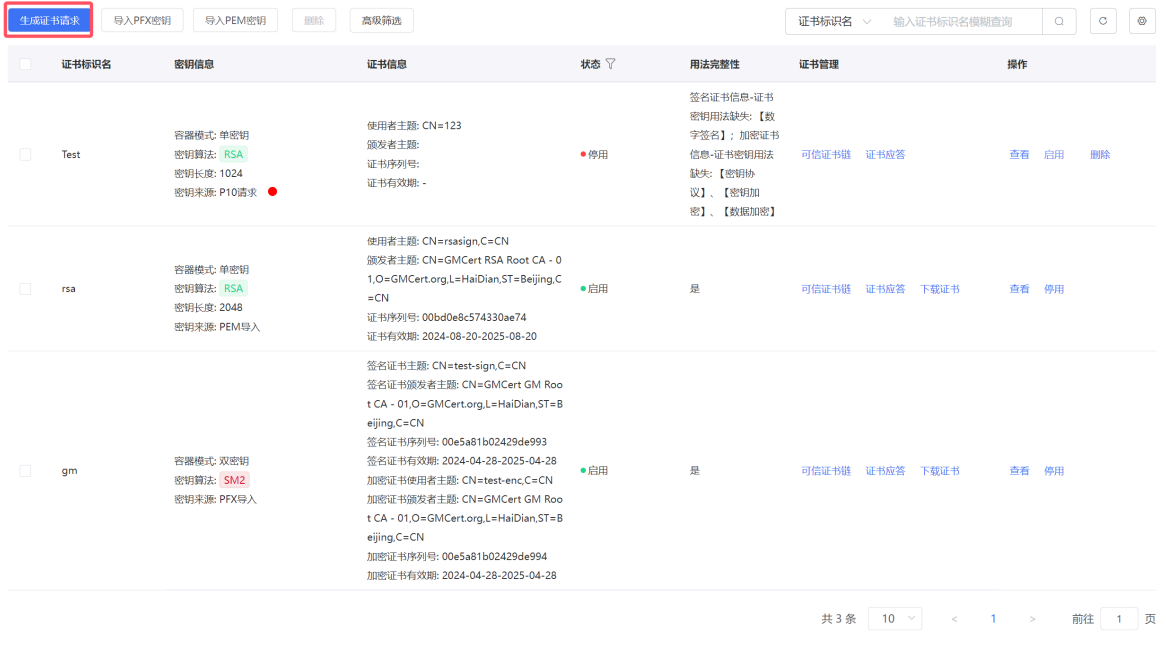 生成证书请求 导入PFX密钥 导入PEM密钥 删除 高级筛选 证书标识名 输入证书标识名模糊查询
证书标识名 密钥信息 证书信息 状态 用法完整性 证书管理 操作
Test
容器模式: 单密钥
密钥算法: RSA
密钥长度: 1024
密钥来源: P10请求
使用者主题: CN=123
颁发者主题:
证书序列号:
证书有效期: -
停用
签名证书信息-证书
密钥用法缺失: 【数
字签名】; 加密证书
信息-证书密钥用法
缺失: 【密钥协
议】、【密钥加
密】、【数据加密】
可信证书链 证书应答
查看 启用 删除
rsa
容器模式: 单密钥
密钥算法: RSA
密钥长度: 2048
密钥来源: PEM导入
使用者主题: CN=rsasign,C=CN
颁发者主题: CN=GMCert RSA Root CA - 0
1,O=GMCert.org,L=HaiDian,ST=Beijing,C
=CN
证书序列号: 00bd0e8c574330ae74
证书有效期: 2024-08-20-2025-08-20
启用
是
可信证书链 证书应答 下载证书
查看 停用
gm
容器模式: 双密钥
密钥算法: SM2
密钥来源: PFX导入
签名证书主题: CN=test-sign,C=CN
签名证书颁发者主题: CN=GMCert GM Roo
t CA - 01,O=GMCert.org,L=HaiDian,ST=B
eijing,C=CN
签名证书序列号: 00e5a81b02429de993
签名证书有效期: 2024-04-28-2025-04-28
加密证书使用者主题: CN=test-enc,C=CN
加密证书颁发者主题: CN=GMCert GM Roo
t CA - 01,O=GMCert.org,L=HaiDian,ST=B
eijing,C=CN
加密证书序列号: 00e5a81b02429de994
加密证书有效期: 2024-04-28-2025-04-28
启用
是
可信证书链 证书应答 下载证书
查看 停用
共 3 条 10 < 1 > 前往 1 页